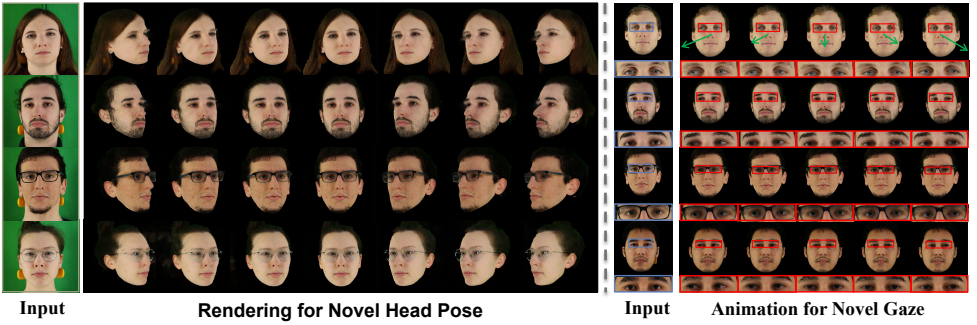 Input
Rendering for Novel Head Pose
Input
Animation for Novel Gaze